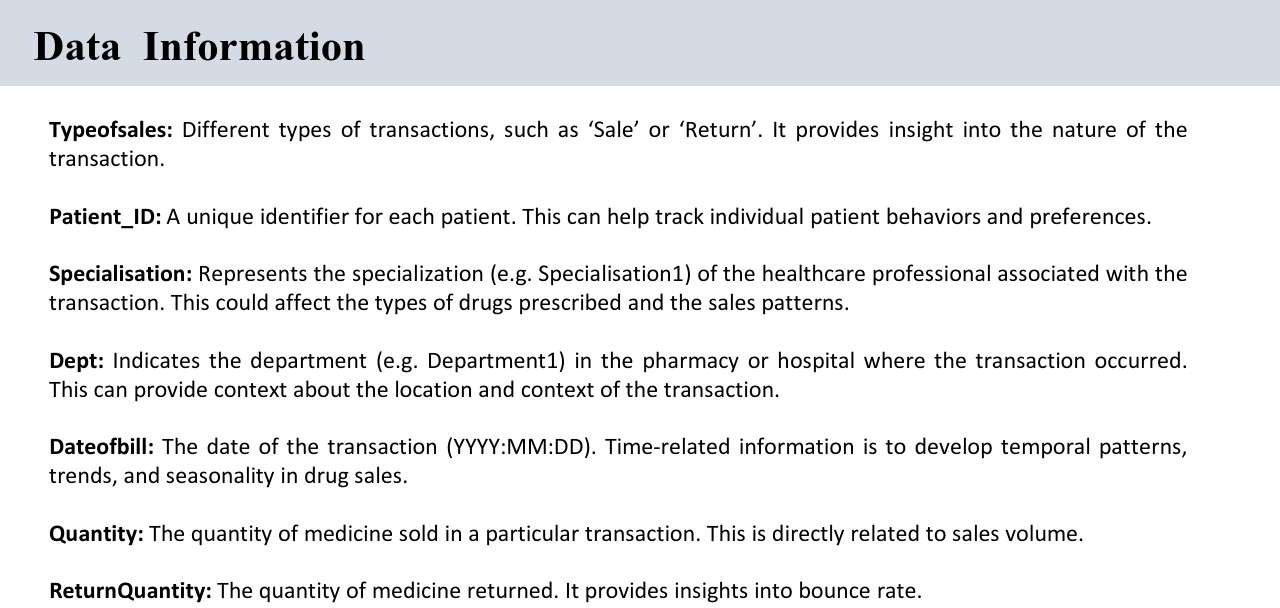 Data Information
Typeofsales: Different types of transactions, such as ‘Sale’ or ‘Return’. It provides insight into the nature of the
transaction.
Patient_ID: A unique identifier for each patient. This can help track individual patient behaviors and preferences.
Specialisation: Represents the specialization (e.g. Specialisation1) of the healthcare professional associated with the
transaction. This could affect the types of drugs prescribed and the sales patterns.
Dept: Indicates the department (e.g. Department1) in the pharmacy or hospital where the transaction occurred.
This can provide context about the location and context of the transaction.
Dateofbill: The date of the transaction (YYYY:MM:DD). Time-related information is to develop temporal patterns,
trends, and seasonality in drug sales.
Quantity: The quantity of medicine sold in a particular transaction. This is directly related to sales volume.
ReturnQuantity: The quantity of medicine returned. It provides insights into bounce rate.